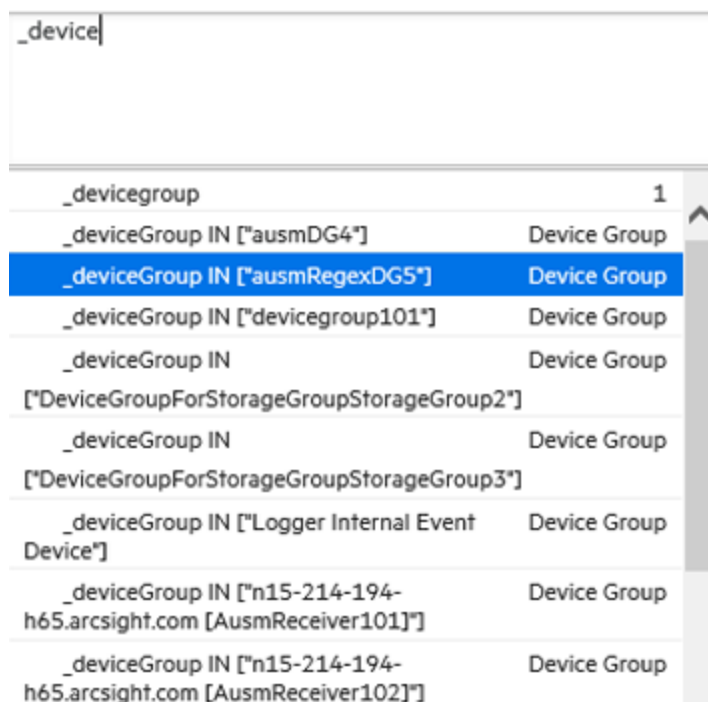 _device
_devicegroup 1
_deviceGroup IN ["ausmDG4"] Device Group
_deviceGroup IN ["ausmRegexDG5"] Device Group
_deviceGroup IN ["devicegroup101"] Device Group
_deviceGroup IN Device Group
["DeviceGroupForStorageGroupStorageGroup2"]
_deviceGroup IN Device Group
["DeviceGroupForStorageGroupStorageGroup3"]
_deviceGroup IN ["Logger Internal Event Device Group
Device"]
_deviceGroup IN ["n15-214-194- Device Group
h65.arcsight.com [AusmReceiver101]"]
_deviceGroup IN ["n15-214-194- Device Group
h65.arcsight.com [AusmReceiver102]"]